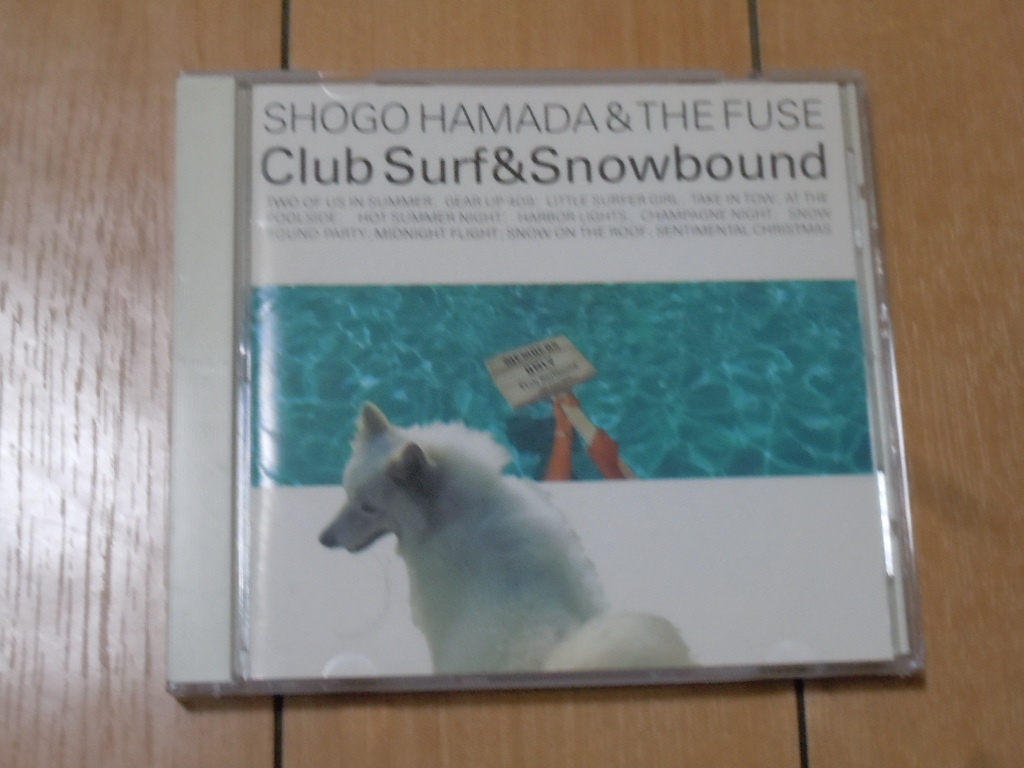 SHOGO HAMADA & THE FUSE
Club Surf&Snowbound
TWO OF US IN SUMMER; GEAR UP 409; LITTLE SURFER GIRL; TAKE IN TOW; AT THE
POOLSIDE; HOT SUMMER NIGHT; HARBOR LIGHTS; CHAMPAGNE NIGHT; SNOW
BOUND PARTY; MIDNIGHT FLIGHT; SNOW ON THE ROOF; SENTIMENTAL CHRISTMAS
MEMBERS
ONLY